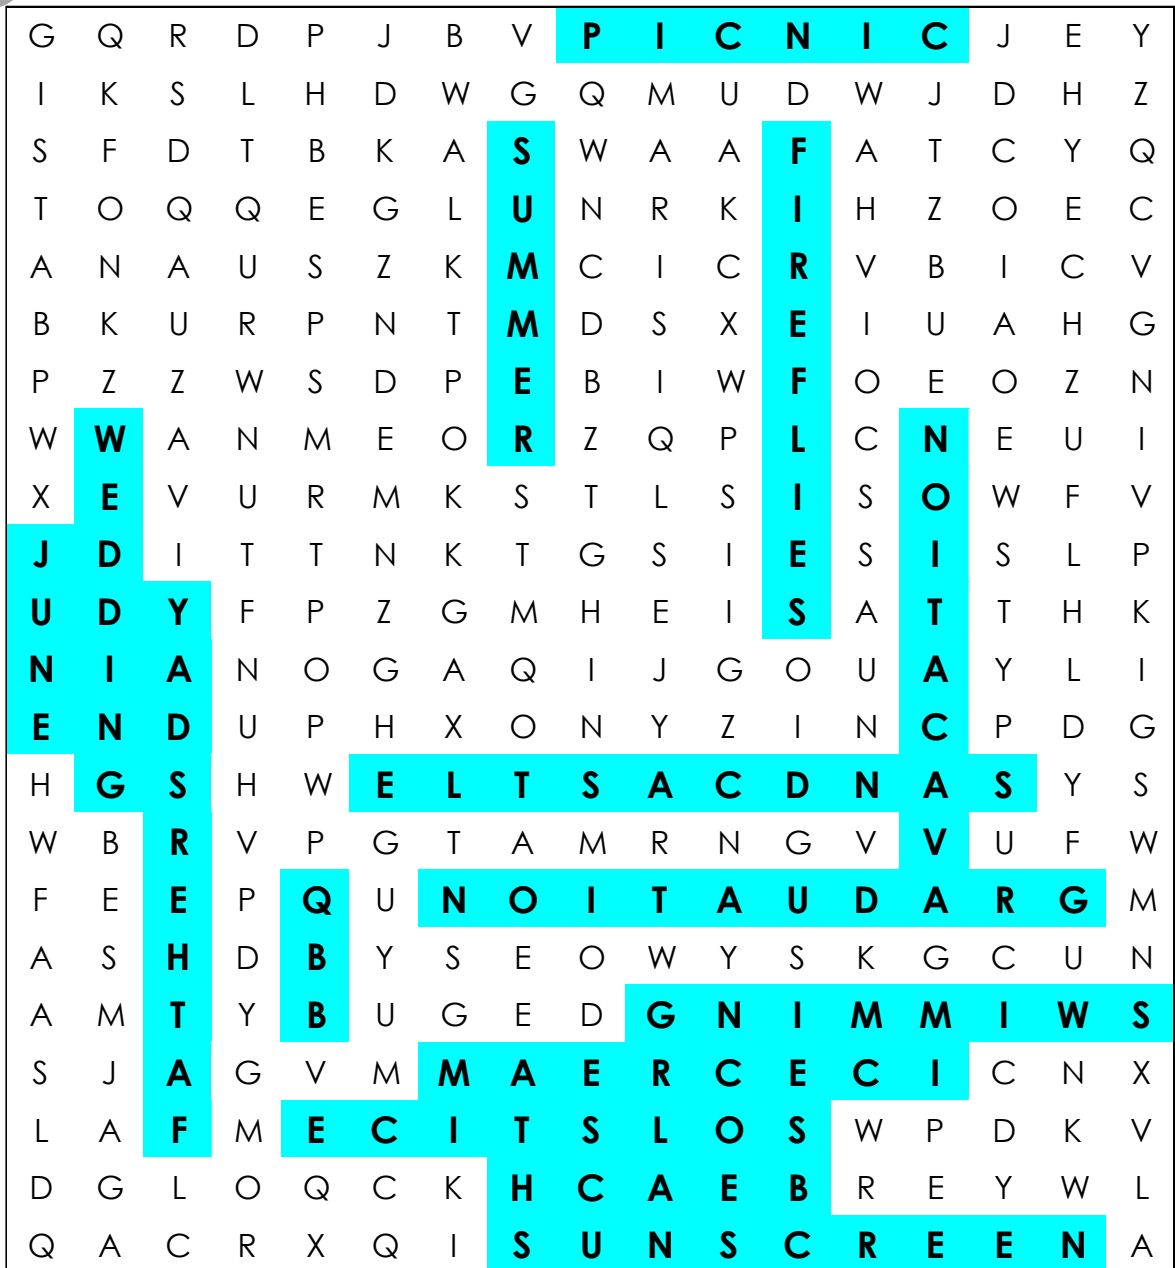 G Q R D P J B V P I C N I C J E Y
I K S L H D W G Q M U D W J D H Z
S F D T B K A S W A A F A T C Y Q
T O Q Q E G L U N R K I H Z O E C
A N A U S Z K M C I C R V B I C V
B K U R P N T M D S X E I U A H G
P Z Z W S D P E B I W F O E O Z N
W W A N M E O R Z Q P L C N E U I
X E V U R M K S T L S I S O W F V
J D I T T N K T G S I E S I S L P
U D Y F P Z G M H E I S A T T H K
N I A N O G A Q I J G O U A Y L I
E N D U P H X O N Y Z I N C P D G
H G S H W E L T S A C D N A S Y S
W B R V P G T A M R N G V V U F W
F E E P Q U N O I T A U D A R G M
A S H D B Y S E O W Y S K G C U N
A M T Y B U G E D G N I M M I W S
S J A G V M M A E R C E C I C N X
L A F M E C I T S L O S W P D K V
D G L O Q C K H C A E B R E Y W L
Q A C R X Q I S U N S C R E E N A